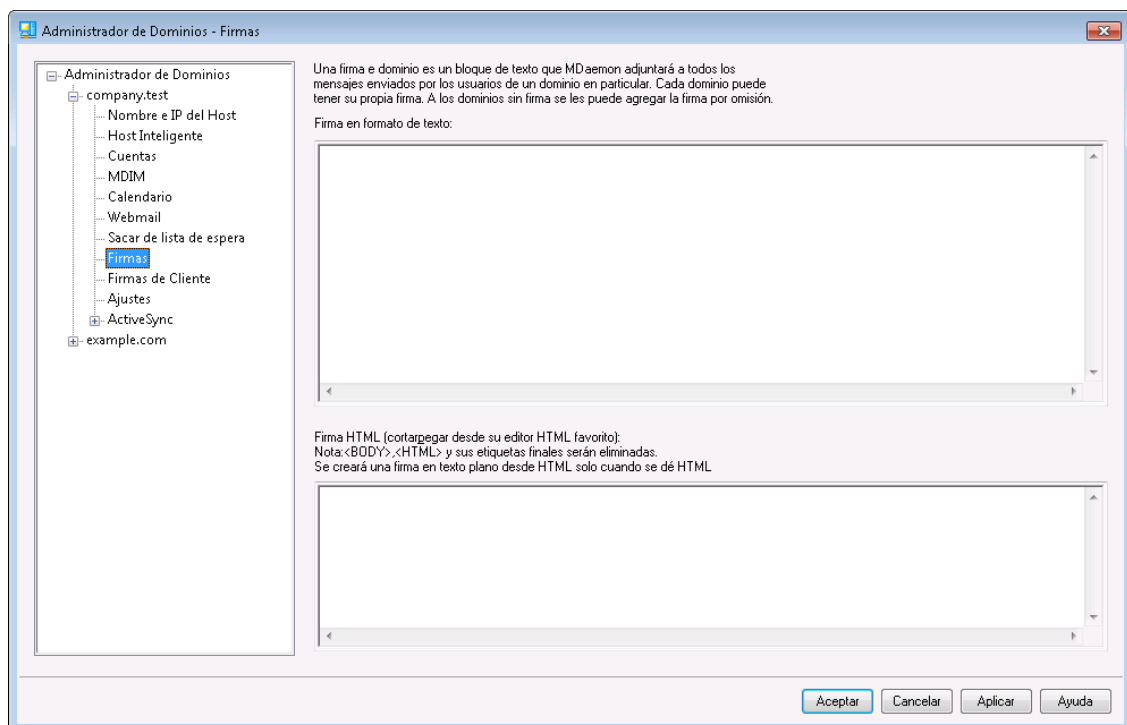 Administrador de Dominios - Firmas
Administrador de Dominios
company.test
Nombre e IP del Host
Host Inteligente
Cuentas
MDIM
Calendario
Webmail
Sacar de lista de espera
Firmas
Firmas de Cliente
Ajustes
ActiveSync
example.com
Una firma e dominio es un bloque de texto que MDaemon adjuntará a todos los
mensajes enviados por los usuarios de un dominio en particular. Cada dominio puede
tener su propia firma. A los dominios sin firma se les puede agregar la firma por omisión.
Firma en formato de texto:
Firma HTML (cortarpegar desde su editor HTML favorito):
Nota:<BODY>,<HTML> y sus etiquetas finales serán eliminadas.
Se creará una firma en texto plano desde HTML solo cuando se dé HTML
Aceptar
Cancelar
Aplicar
Ayuda